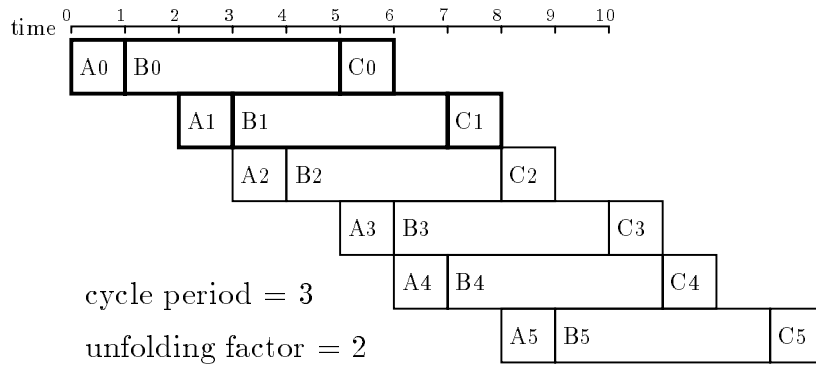 time 0 1 2 3 4 5 6 7 8 9 10
A0 B0 C0
A1 B1 C1
A2 B2 C2
A3 B3 C3
A4 B4 C4
A5 B5 C5
cycle period = 3
unfolding factor = 2